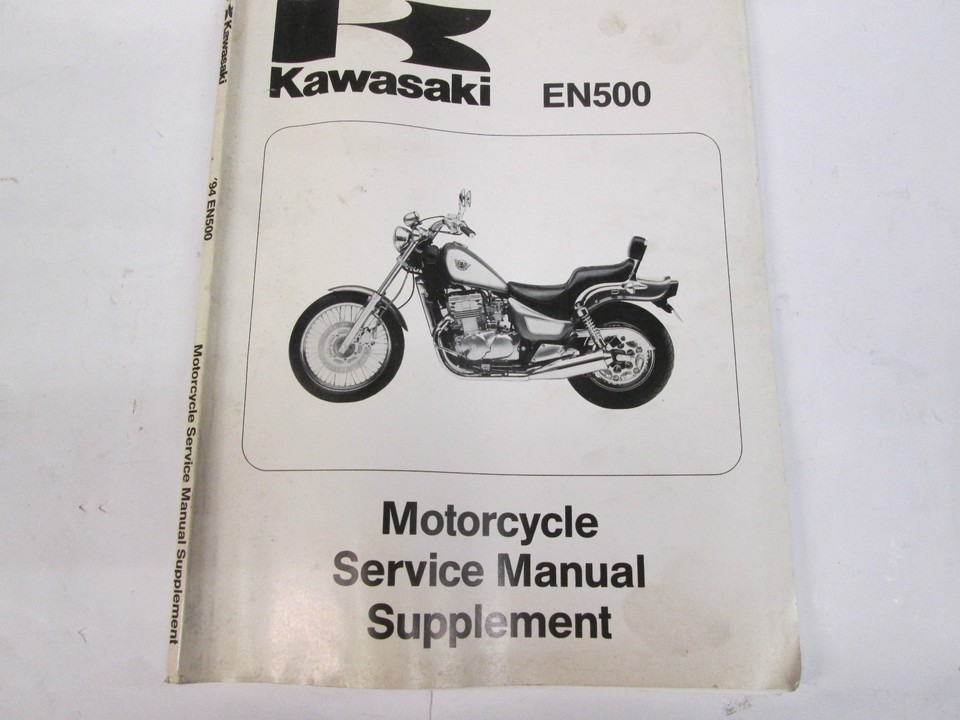 Kawasaki
EN500
Motorcycle
Service Manual
Supplement
Kawasaki
'94 EN500
Motorcycle Service Manual Supplement